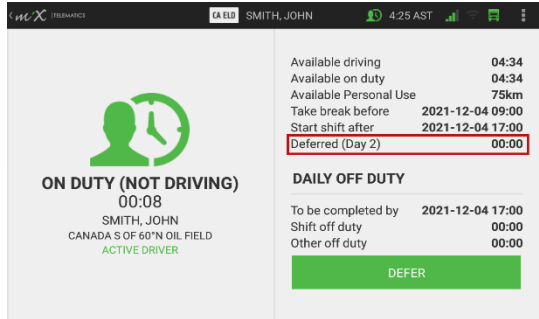 ‹ miX | TELEMATICS CA ELD SMITH, JOHN 4:25 AST
ON DUTY (NOT DRIVING)
00:08
SMITH, JOHN
CANADA S OF 60°N OIL FIELD
ACTIVE DRIVER
Available driving 04:34
Available on duty 04:34
Available Personal Use 75km
Take break before 2021-12-04 09:00
Start shift after 2021-12-04 17:00
Deferred (Day 2) 00:00
DAILY OFF DUTY
To be completed by 2021-12-04 17:00
Shift off duty 00:00
Other off duty 00:00
DEFER